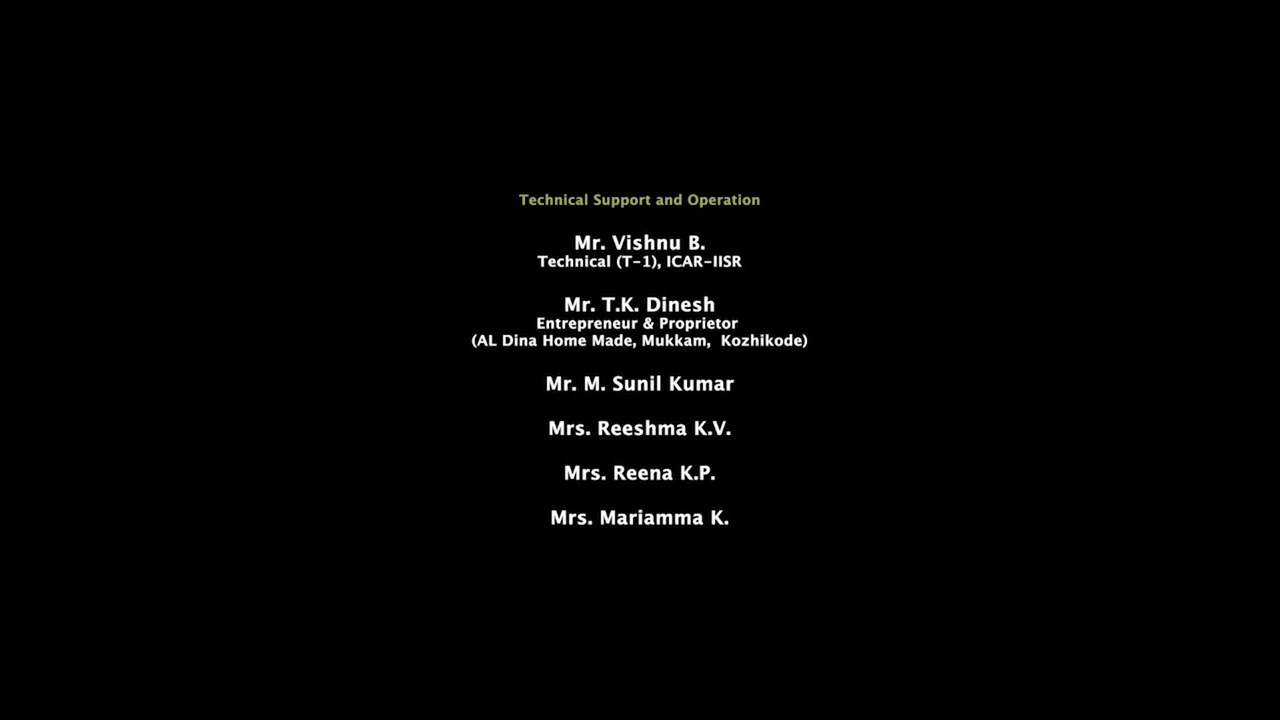 Technical Support and Operation
Mr. Vishnu B.
Technical (T-1), ICAR-IISR
Mr. T.K. Dinesh
Entrepreneur & Proprietor
(AL Dina Home Made, Mukkam, Kozhikode)
Mr. M. Sunil Kumar
Mrs. Reeshma K.V.
Mrs. Reena K.P.
Mrs. Mariamma K.